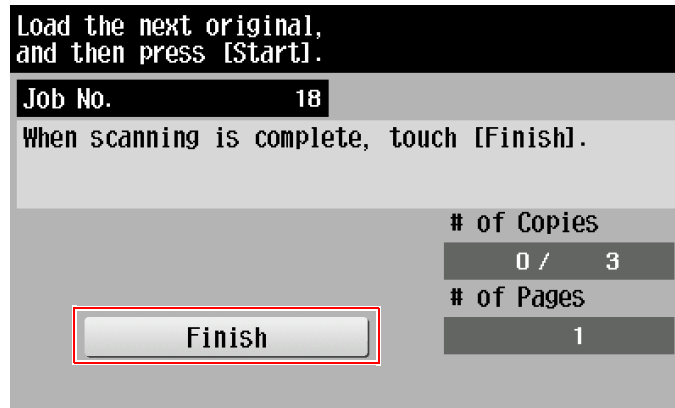 Load the next original,
and then press [Start].
Job No. 18
When scanning is complete, touch [Finish].
# of Copies
0 / 3
# of Pages
1
Finish